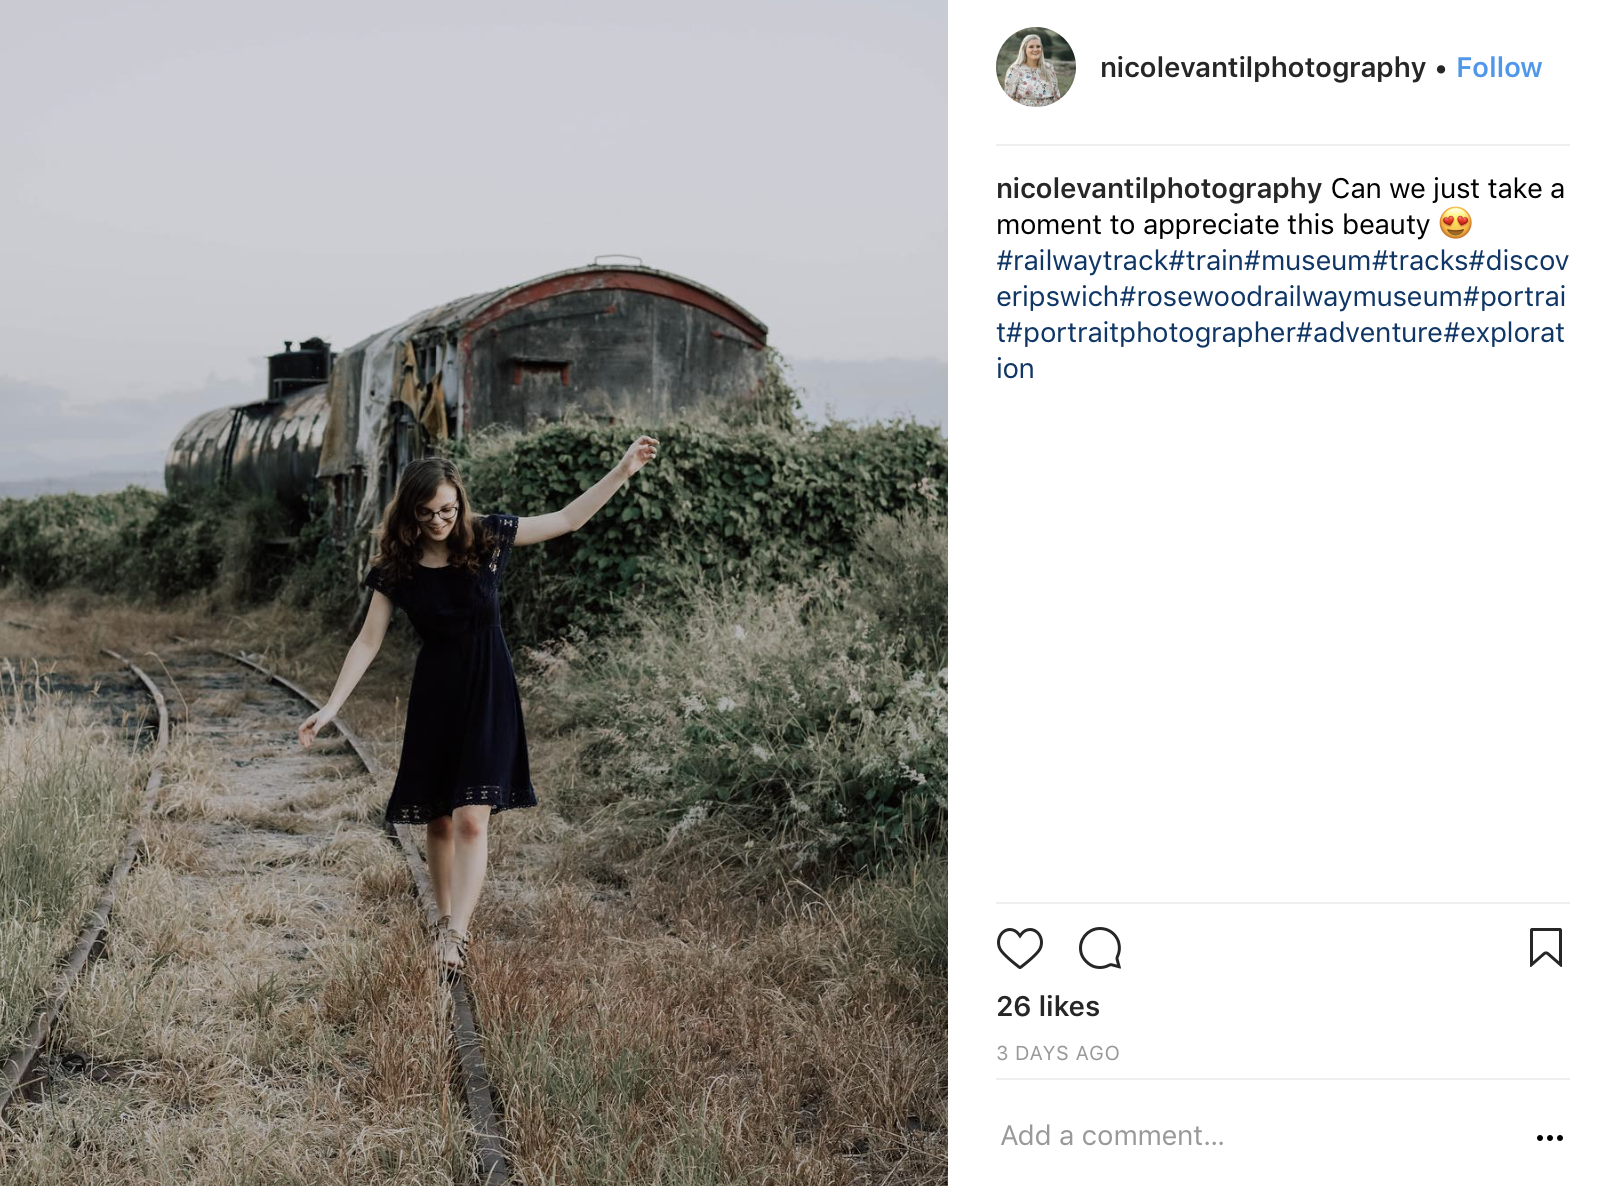 nicolevantilphotography • Follow
nicolevantilphotography Can we just take a
moment to appreciate this beauty 😍
#railwaytrack#train#museum#tracks#discov
eripswich#rosewoodrailwaymuseum#portrai
t#portraitphotographer#adventure#explorat
ion
26 likes
3 DAYS AGO
Add a comment...